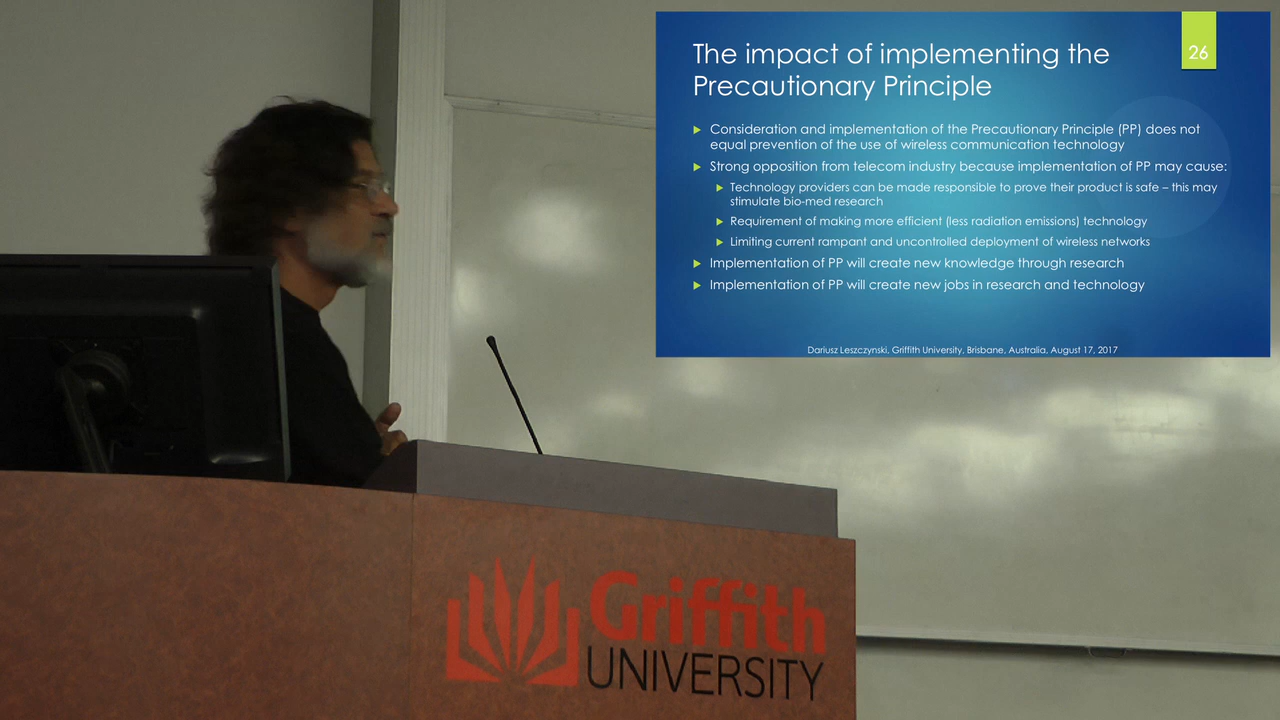 The impact of implementing the
Precautionary Principle
26
► Consideration and implementation of the Precautionary Principle (PP) does not
equal prevention of the use of wireless communication technology
► Strong opposition from telecom industry because implementation of PP may cause:
► Technology providers can be made responsible to prove their product is safe – this may
stimulate bio-med research
► Requirement of making more efficient (less radiation emissions) technology
► Limiting current rampant and uncontrolled deployment of wireless networks
► Implementation of PP will create new knowledge through research
► Implementation of PP will create new jobs in research and technology
Dariusz Leszczynski, Griffith University, Brisbane, Australia, August 17, 2017
Griffith
UNIVERSITY